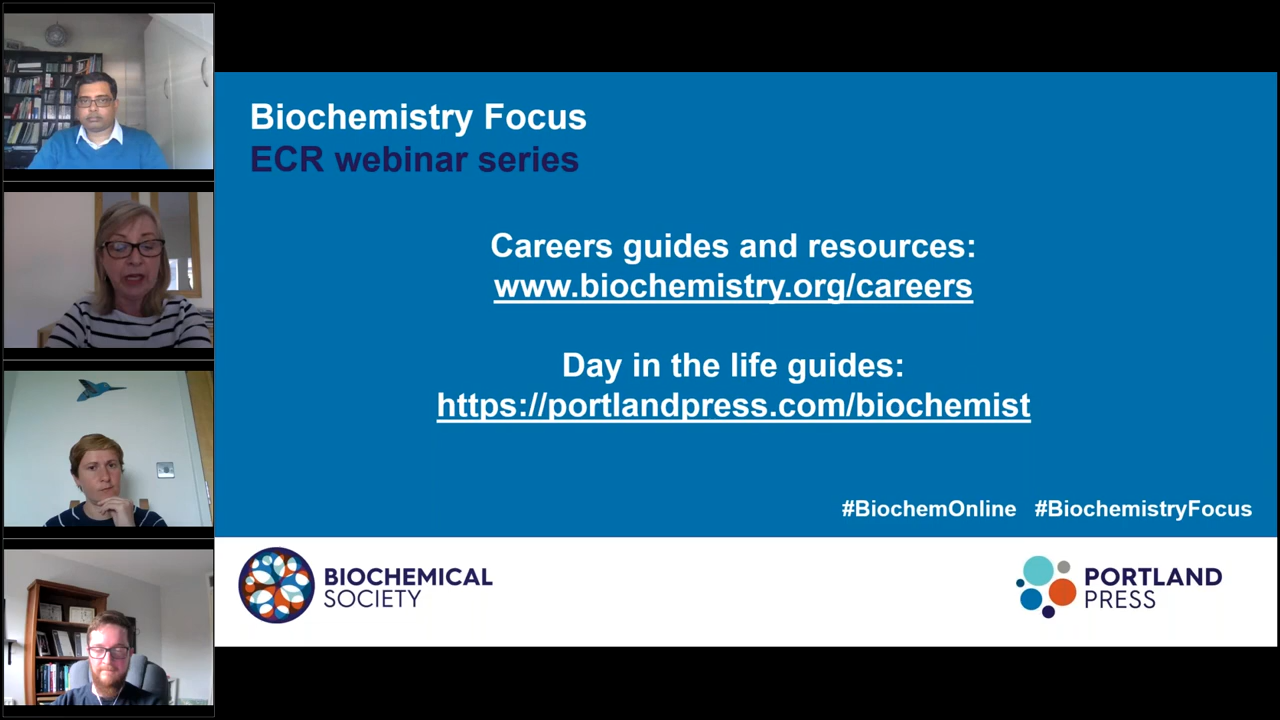 Biochemistry Focus
ECR webinar series
Careers guides and resources:
www.biochemistry.org/careers
Day in the life guides:
https://portlandpress.com/biochemist
#BiochemOnline #BiochemistryFocus
BIOCHEMICAL
SOCIETY
PORTLAND
PRESS